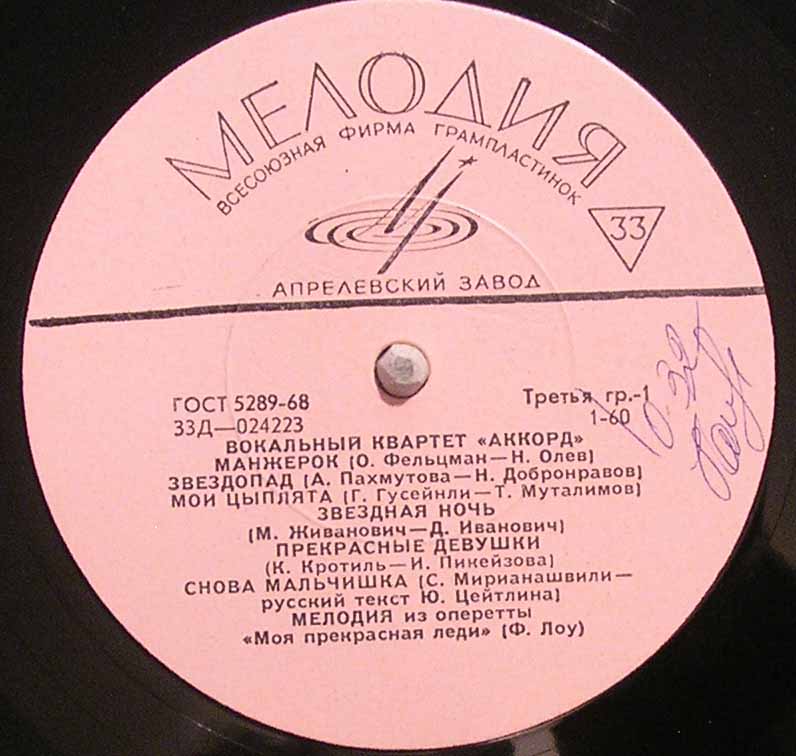 МЕЛОДИЯ
ВСЕСОЮЗНАЯ ФИРМА ГРАМПЛАСТИНОК
33
АПРЕЛЕВСКИЙ ЗАВОД
ГОСТ 5289-68
Третья гр.-1
33Д—024223
1-60
ВОКАЛЬНЫЙ КВАРТЕТ «АККОРД»
МАНЖЕРОК (О. Фельцман—Н. Олев)
ЗВЕЗДОПАД (А. Пахмутова—Н. Добронравов)
МОИ ЦЫПЛЯТА (Г. Гусейнли—Т. Муталимов)
ЗВЕЗДНАЯ НОЧЬ
(М. Живанович—Д. Иванович)
ПРЕКРАСНЫЕ ДЕВУШКИ
(К. Кротиль—И. Пикейзова)
СНОВА МАЛЬЧИШКА (С. Мирианашвили—
русский текст Ю. Цейтлина)
МЕЛОДИЯ из оперетты
«Моя прекрасная леди» (Ф. Лоу)